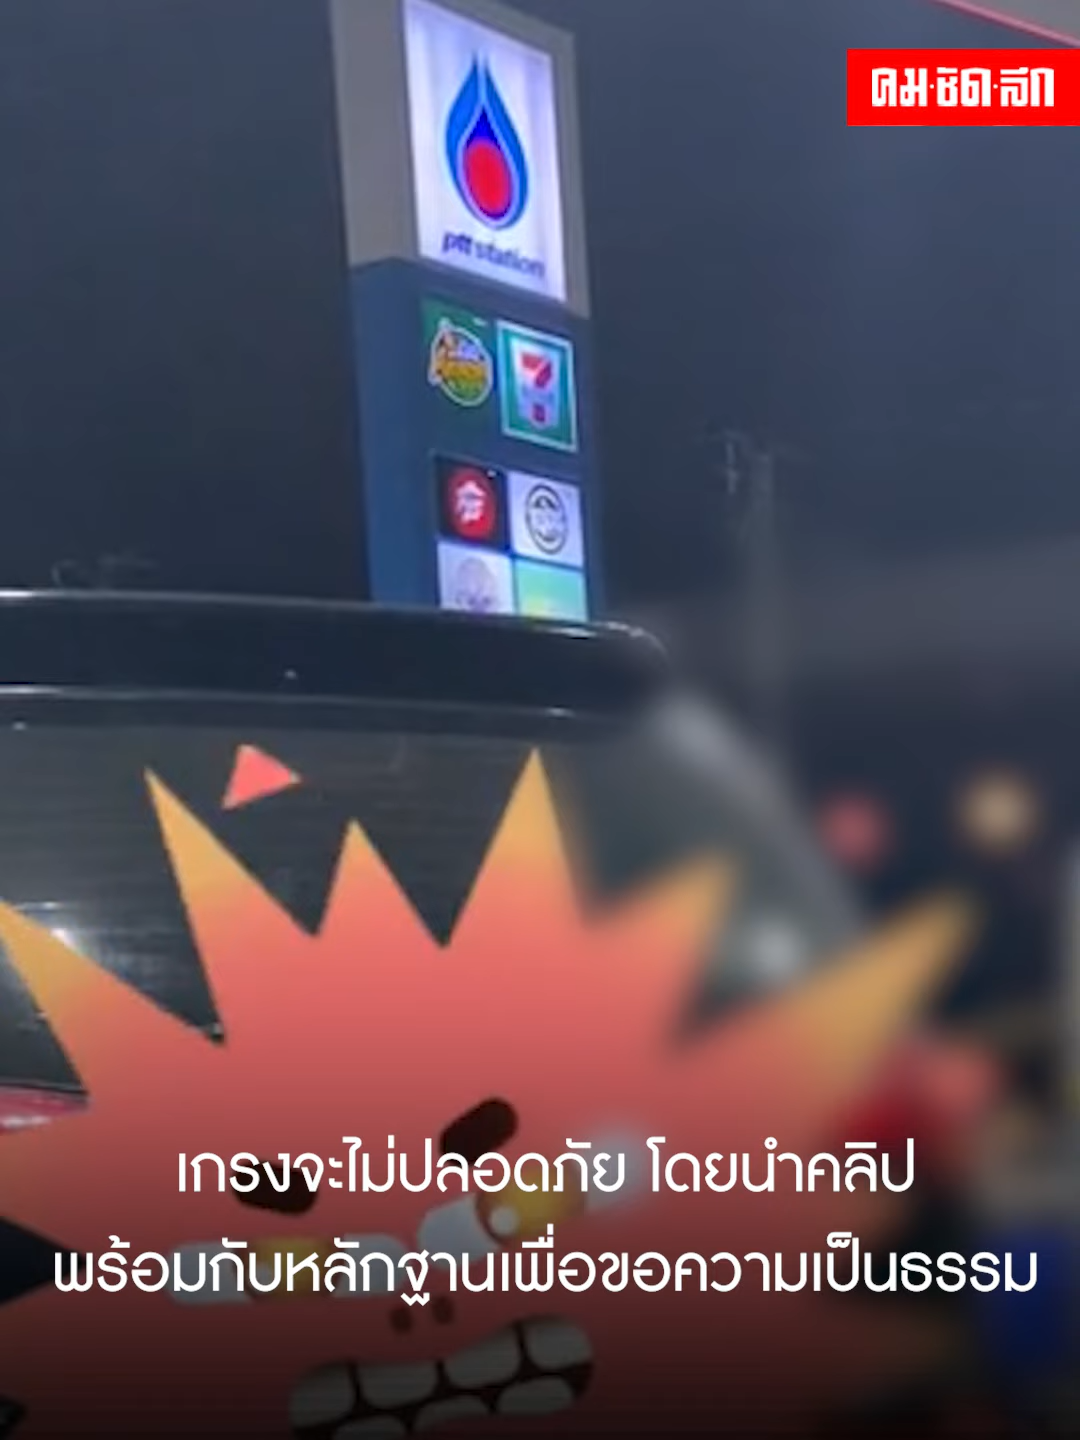 คม·ชัด·ลึก
ptt station
เกรงจะไม่ปลอดภัย โดยนำคลิป
พร้อมกับหลักฐานเพื่อขอความเป็นธรรม